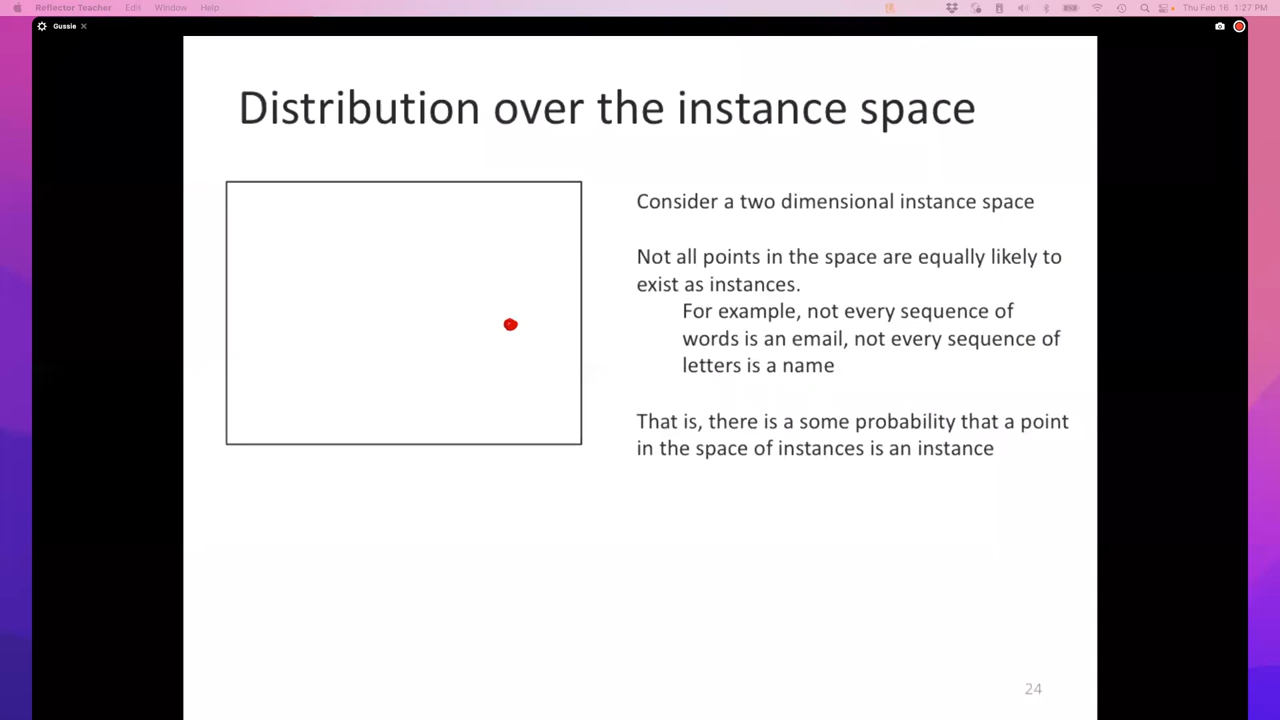 Reflector Teacher Edit Window Help Thu Feb 16 1:27 PM
Gussie
Distribution over the instance space
Consider a two dimensional instance space
Not all points in the space are equally likely to
exist as instances.
For example, not every sequence of
words is an email, not every sequence of
letters is a name
That is, there is a some probability that a point
in the space of instances is an instance
24